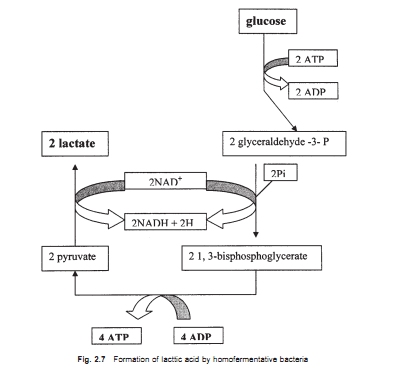 glucose
2 ATP
2 ADP
2 lactate
2 glyceraldehyde -3- P
2NAD+
2Pi
2NADH + 2H
2 pyruvate
2 1, 3-bisphosphoglycerate
4 ATP
4 ADP
Fig. 2.7 Formation of lacttic acid by homofermentative bacteria